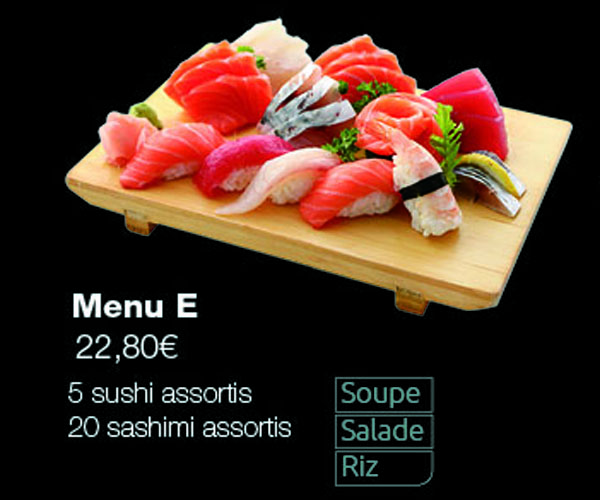 Menu E
22,80€
5 sushi assortis
20 sashimi assortis
Soupe
Salade
Riz